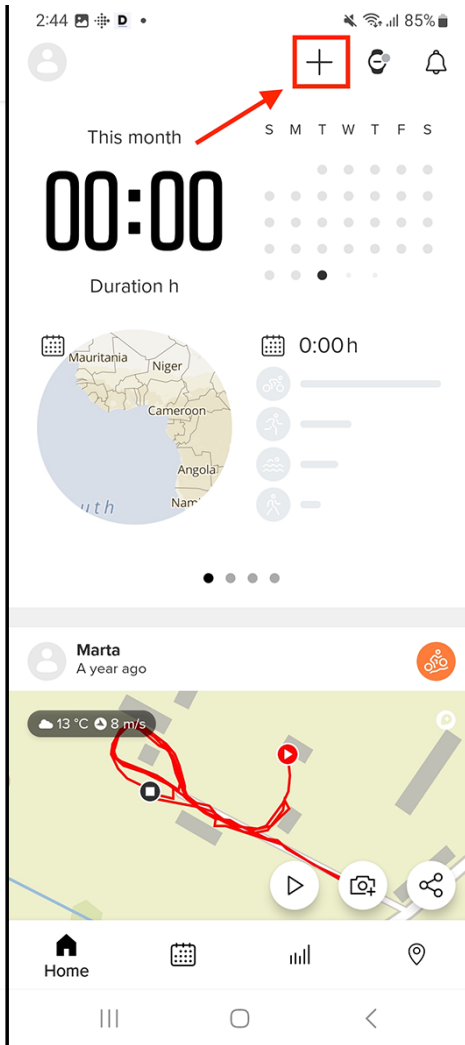 2:44 D 85%
This month
S M T W T F S
00:00
Duration h
0:00 h
Mauritania
Niger
Cameroon
Angola
Marta
A year ago
13 °C 8 m/s
Home